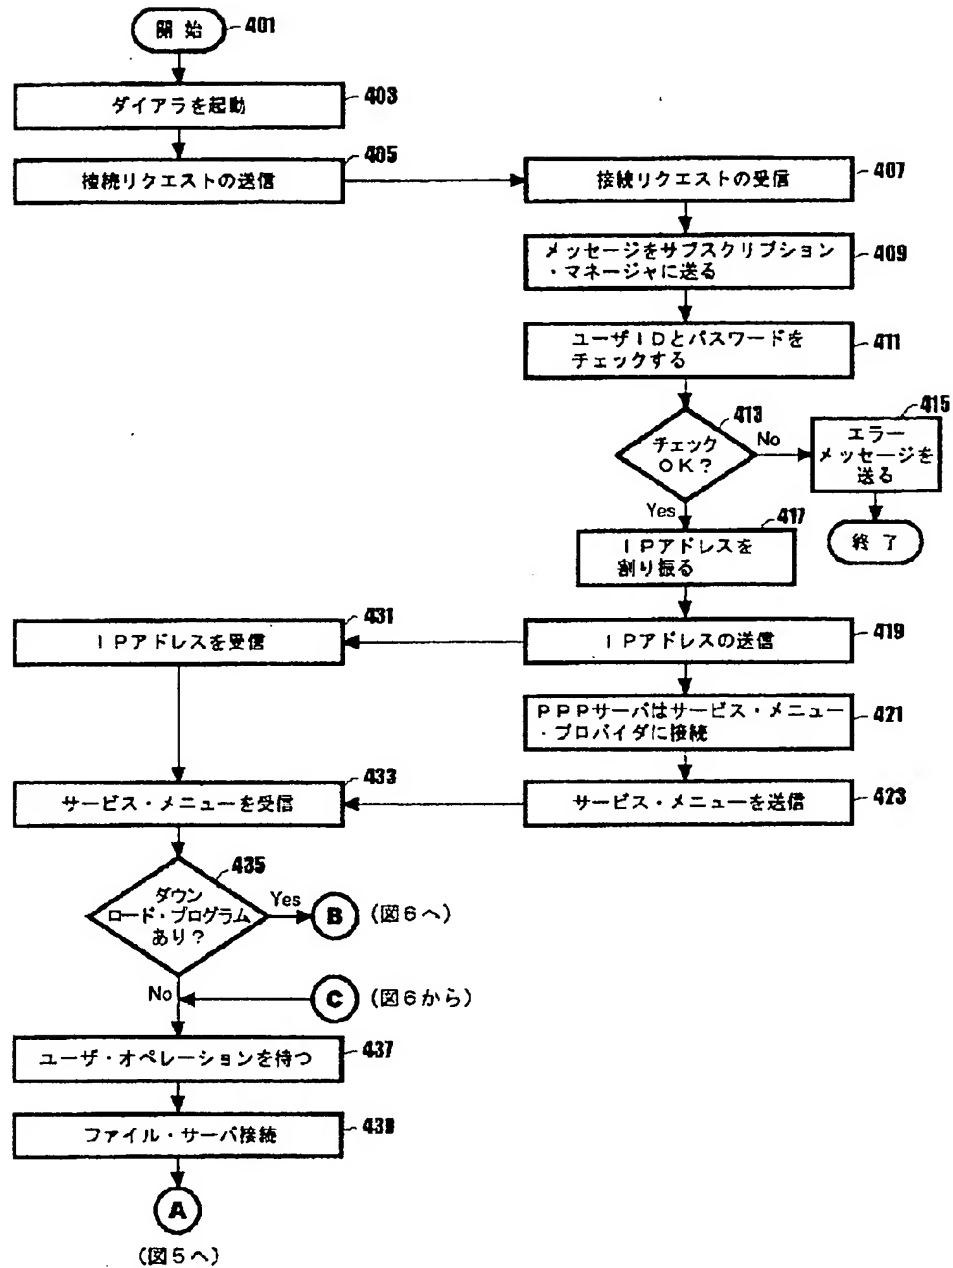 開 始
401
ダイアラを起動
403
接続リクエストの送信
405
接続リクエストの受信
407
メッセージをサブスクリプション
・マネージャに送る
409
ユーザIDとパスワードを
チェックする
411
413
チェック
OK?
No
415
エラー
メッセージを
送る
Yes
終 了
417
IPアドレスを
割り振る
431
IPアドレスを受信
IPアドレスの送信
419
PPPサーバはサービス・メニュー
・プロバイダに接続
421
433
サービス・メニューを受信
サービス・メニューを送信
423
435
ダウン
ロード・プログラム
あり?
Yes
B
(図6へ)
No
C
(図6から)
ユーザ・オペレーションを待つ
437
ファイル・サーバ接続
A
(図5へ)